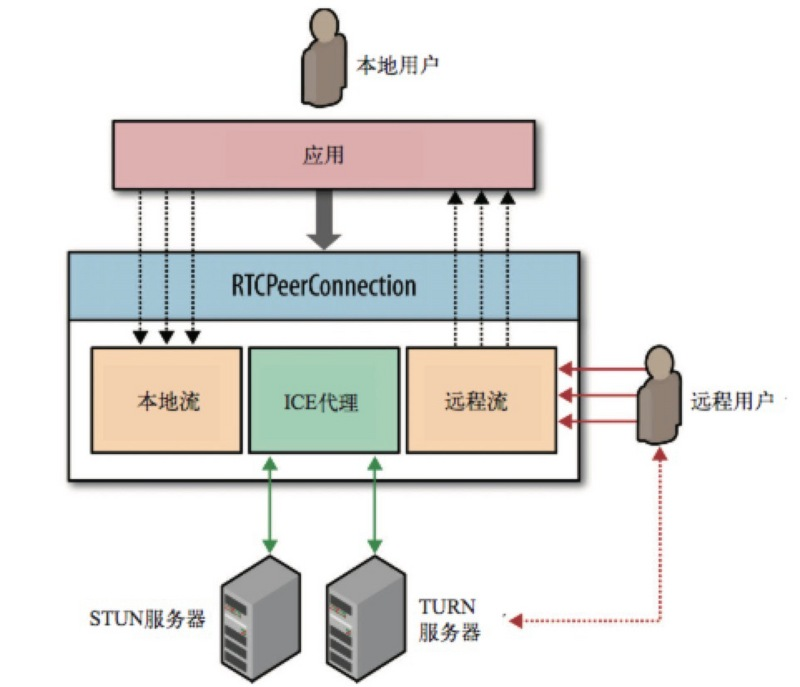 本地用户
应用
RTCPeerConnection
本地流
ICE代理
远程流
远程用户
STUN服务器
TURN
服务器